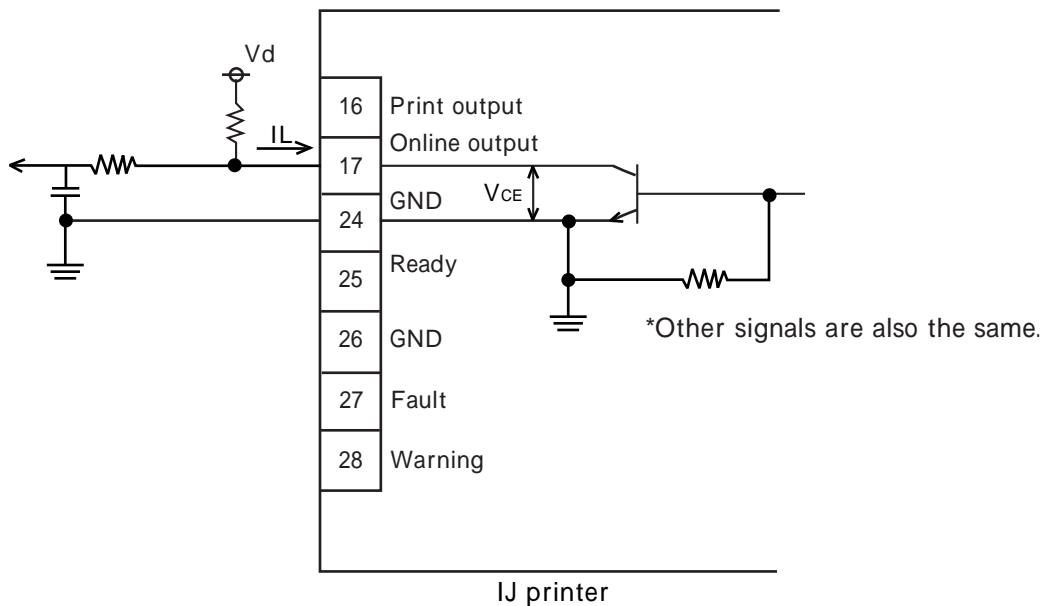 Vd
IL
16 Print output
17 Online output
24 GND
VCE
25 Ready
26 GND
27 Fault
28 Warning
*Other signals are also the same.
IJ printer